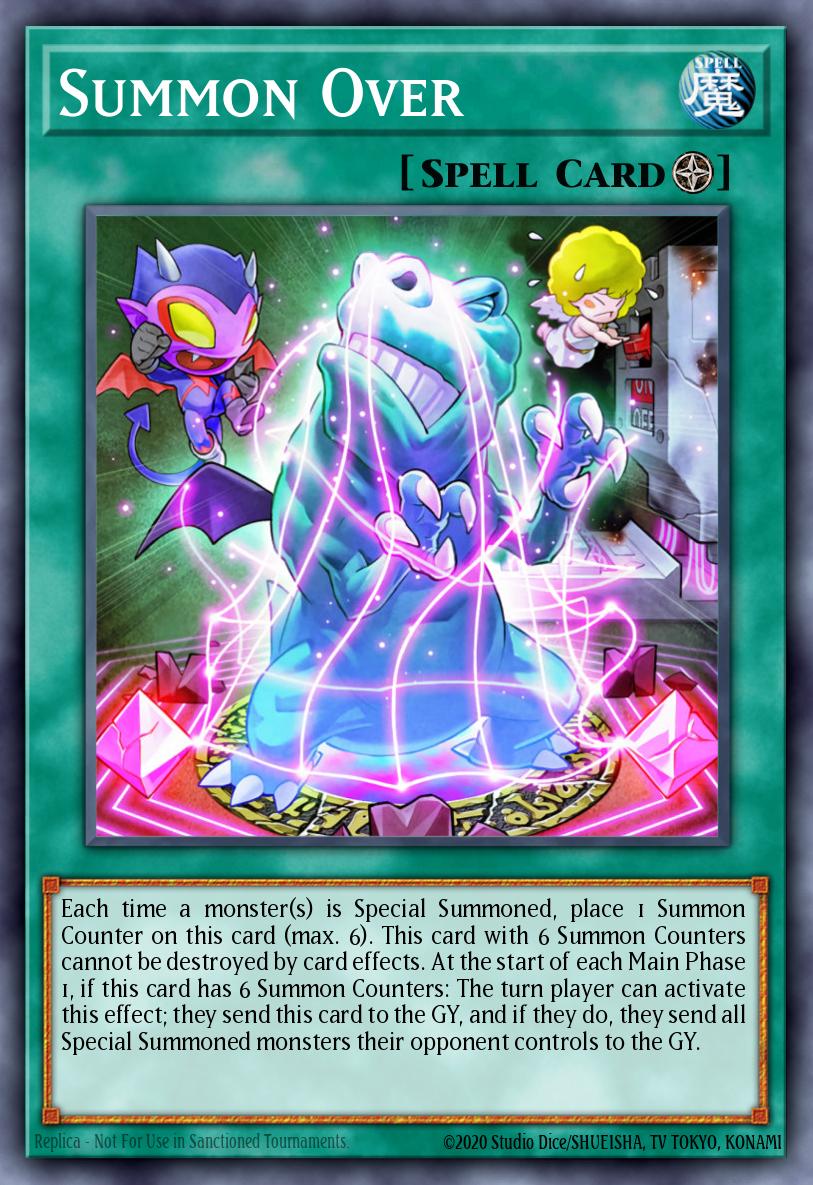 Summon Over
SPELL
魔
[Spell Card]
ON
OFF
Each time a monster(s) is Special Summoned, place 1 Summon
Counter on this card (max. 6). This card with 6 Summon Counters
cannot be destroyed by card effects. At the start of each Main Phase
1, if this card has 6 Summon Counters: The turn player can activate
this effect; they send this card to the GY, and if they do, they send all
Special Summoned monsters their opponent controls to the GY.
Replica - Not For Use in Sanctioned Tournaments.
©2020 Studio Dice/SHUEISHA, TV TOKYO, KONAMI